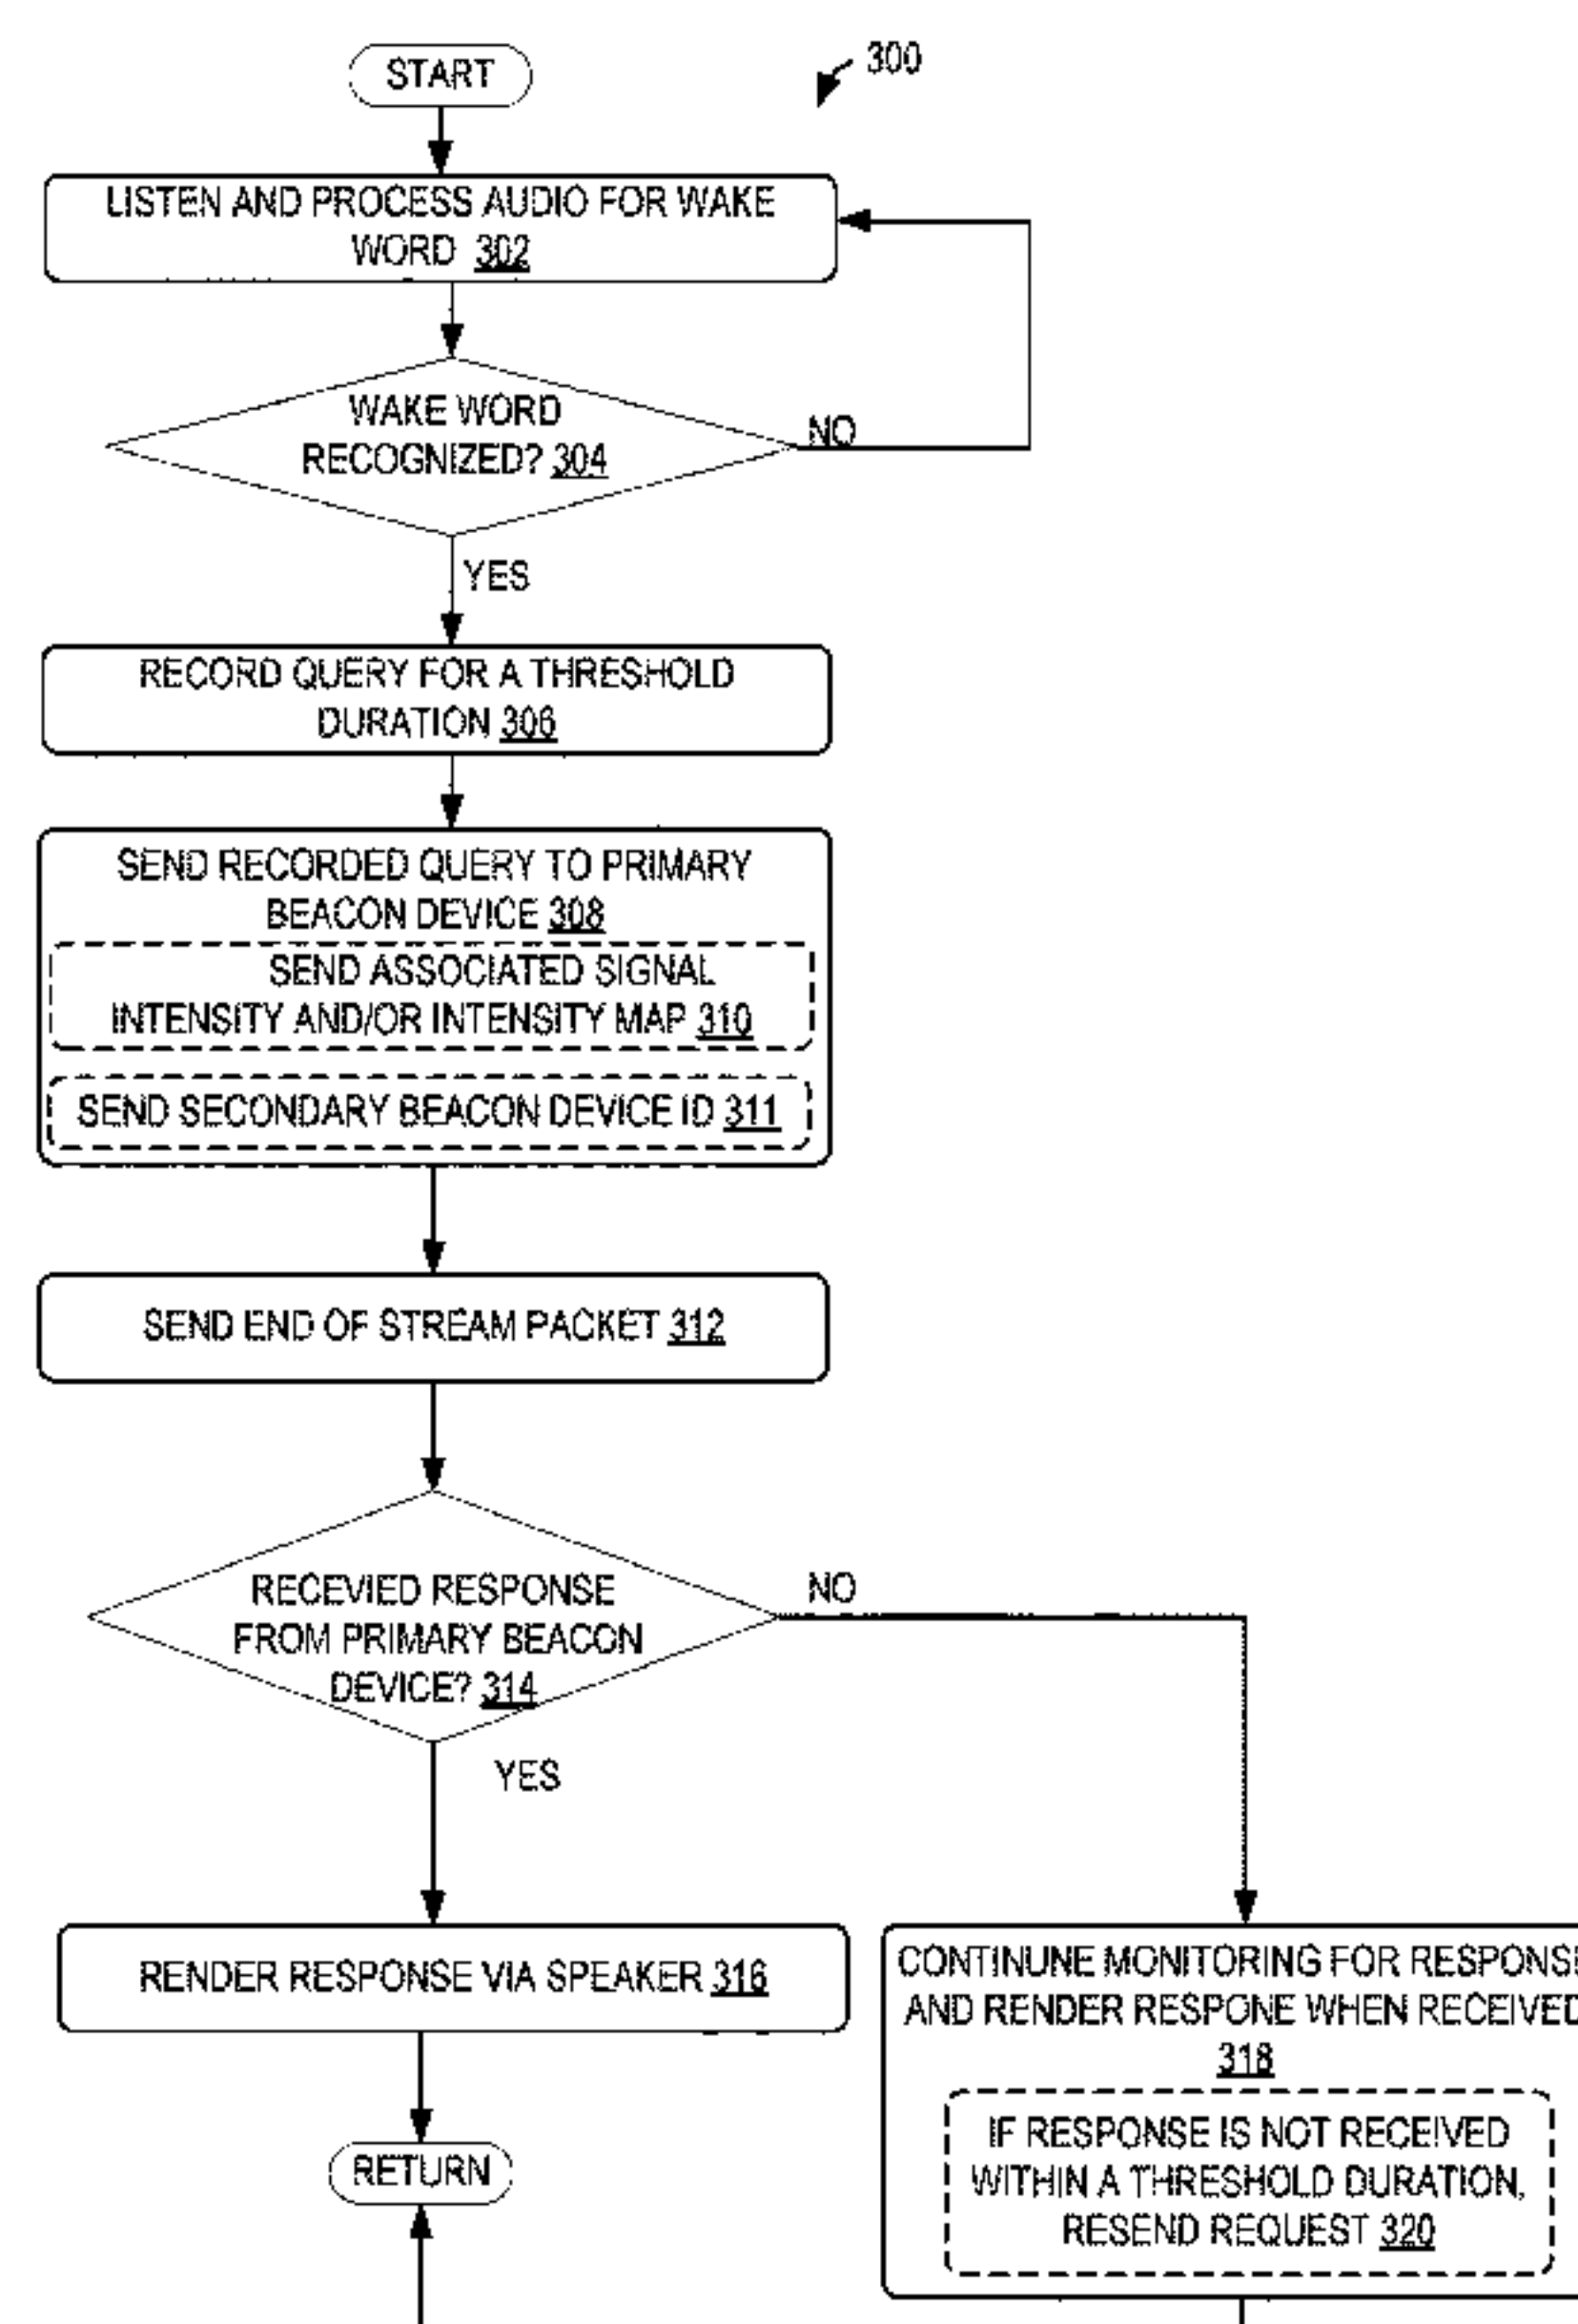 START
300
LISTEN AND PROCESS AUDIO FOR WAKE
WORD 302
WAKE WORD
RECOGNIZED? 304
NO
YES
RECORD QUERY FOR A THRESHOLD
DURATION 306
SEND RECORDED QUERY TO PRIMARY
BEACON DEVICE 308
SEND ASSOCIATED SIGNAL
INTENSITY AND/OR INTENSITY MAP 310
SEND SECONDARY BEACON DEVICE ID 311
SEND END OF STREAM PACKET 312
RECEVIED RESPONSE
FROM PRIMARY BEACON
DEVICE? 314
NO
YES
RENDER RESPONSE VIA SPEAKER 316
CONTINUNE MONITORING FOR RESPONSE
AND RENDER RESPONE WHEN RECEIVED
318
IF RESPONSE IS NOT RECEIVED
WITHIN A THRESHOLD DURATION,
RESEND REQUEST 320
RETURN